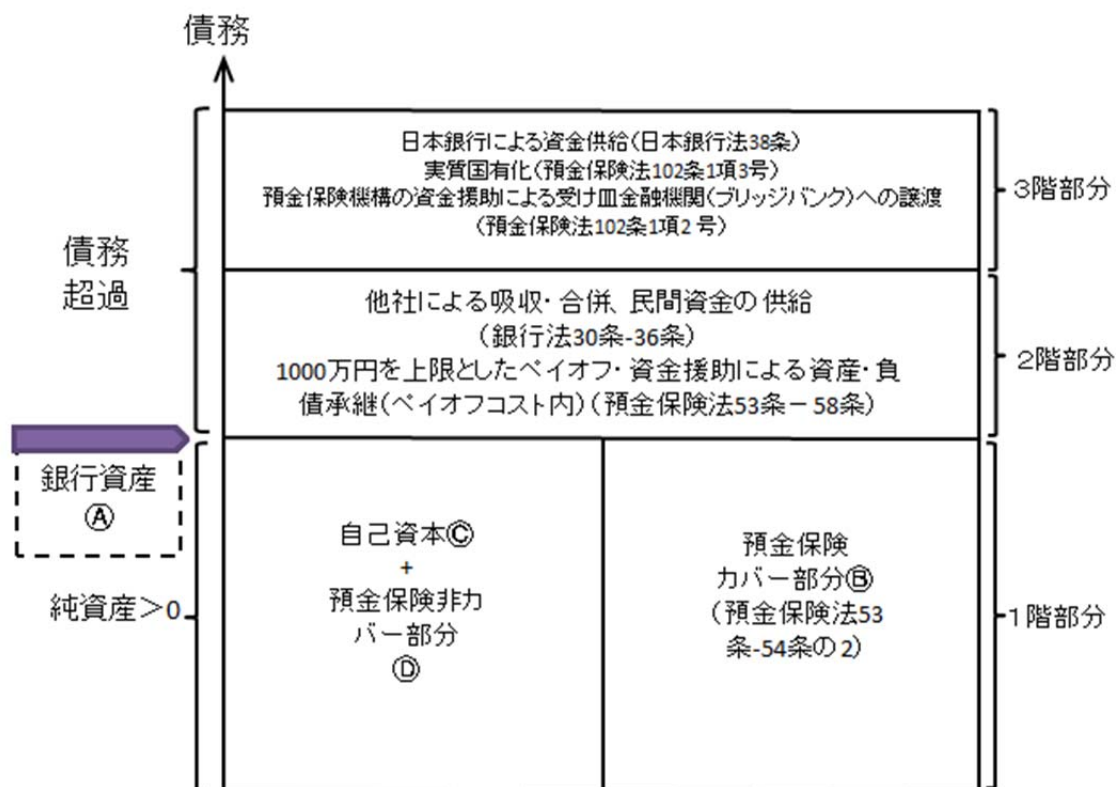 債務
日本銀行による資金供給(日本銀行法38条)
実質国有化(預金保険法102条1項3号)
預金保険機構の資金援助による受け皿金融機関(ブリッジバンク)への譲渡
(預金保険法102条1項2号)
3階部分
債務
超過
他社による吸収・合併、民間資金の供給
(銀行法30条-36条)
1000万円を上限としたペイオフ・資金援助による資産・負
債承継(ペイオフコスト内)(預金保険法53条－58条)
2階部分
銀行資産
Ⓐ
純資産>0
自己資本Ⓒ
+
預金保険非カ
バー部分
Ⓓ
預金保険
カバー部分Ⓑ
(預金保険法53
条-54条の2)
1階部分